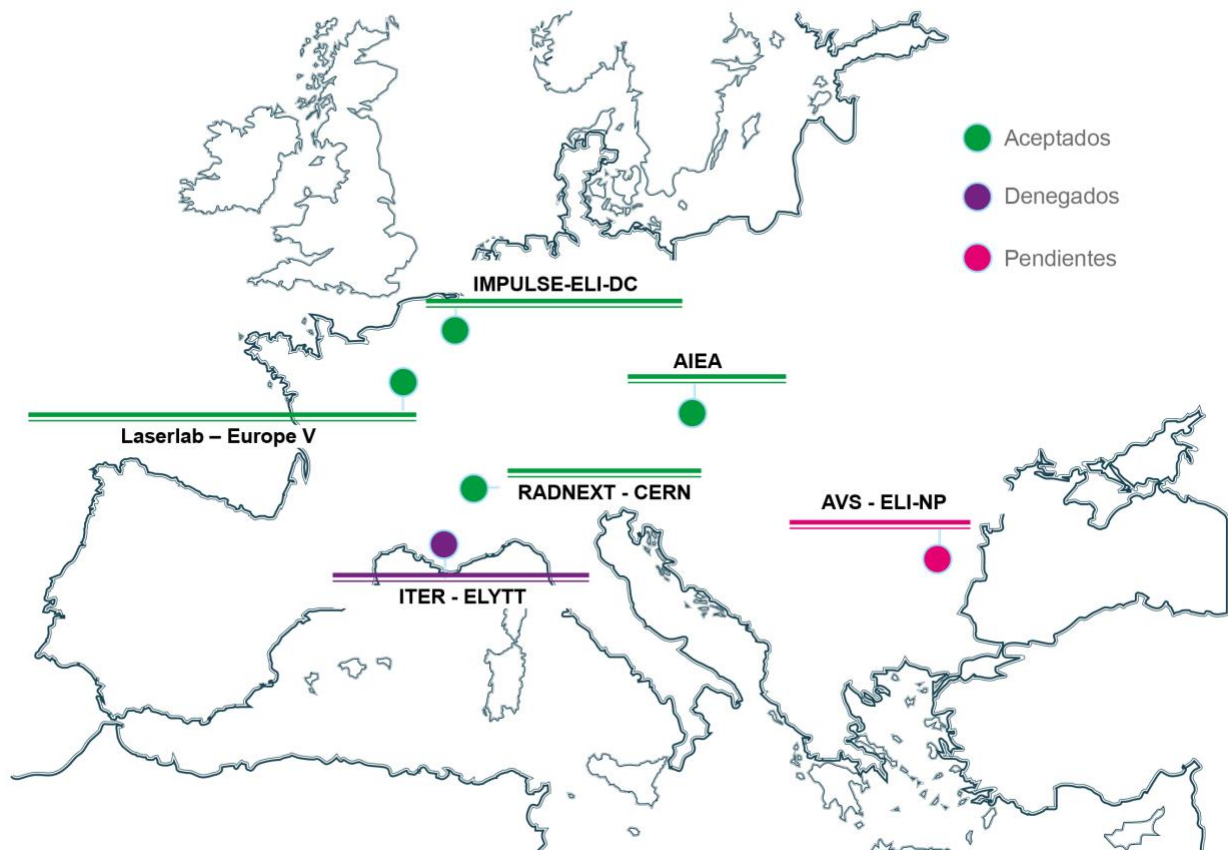 Aceptados
Denegados
Pendientes
IMPULSE-ELI-DC
AIEA
Laserlab – Europe V
RADNEXT - CERN
AVS - ELI-NP
ITER - ELYTT